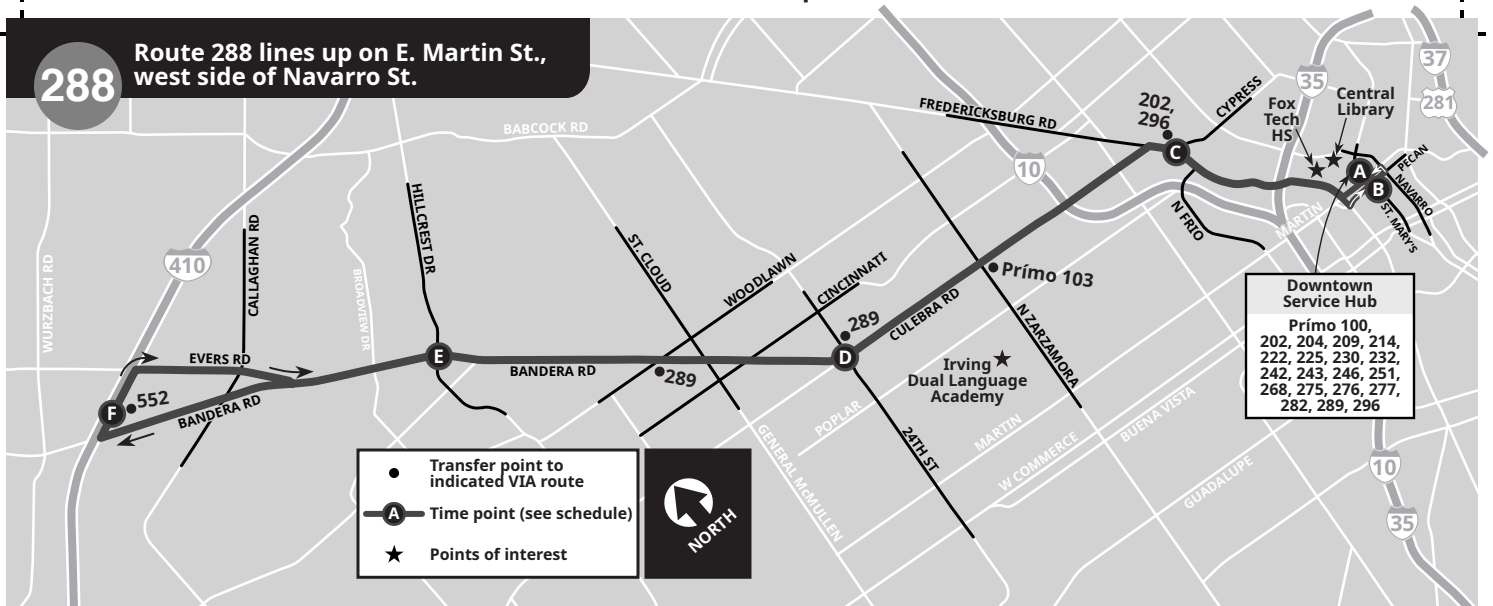 288
Route 288 lines up on E. Martin St.,
west side of Navarro St.
WURZBACH RD
410
CALLAGHAN RD
BROADVIEW DR
HILLCREST DR
BABCOCK RD
ST. CLOUD
WOODLAWN
CINCINNATI
FREDERICKSBURG RD
10
202,
296
CYPRESS
C
35
Fox
Tech
HS
Central
Library
37
281
A
B
PECAN
NAVARRO
ST. MARY'S
MARTIN
N FRIO
Prímo 103
N ZARZAMORA
CULEBRA RD
289
D
289
BANDERA RD
E
EVERS RD
F
552
BANDERA RD
Irving
Dual Language
Academy
POPLAR
MARTIN
W COMMERCE
BUENA VISTA
GUADALUPE
24TH ST
GENERAL McMULLEN
Downtown
Service Hub
Prímo 100,
202, 204, 209, 214,
222, 225, 230, 232,
242, 243, 246, 251,
268, 275, 276, 277,
282, 289, 296
10
35
Transfer point to
indicated VIA route
A
Time point (see schedule)
Points of interest
NORTH